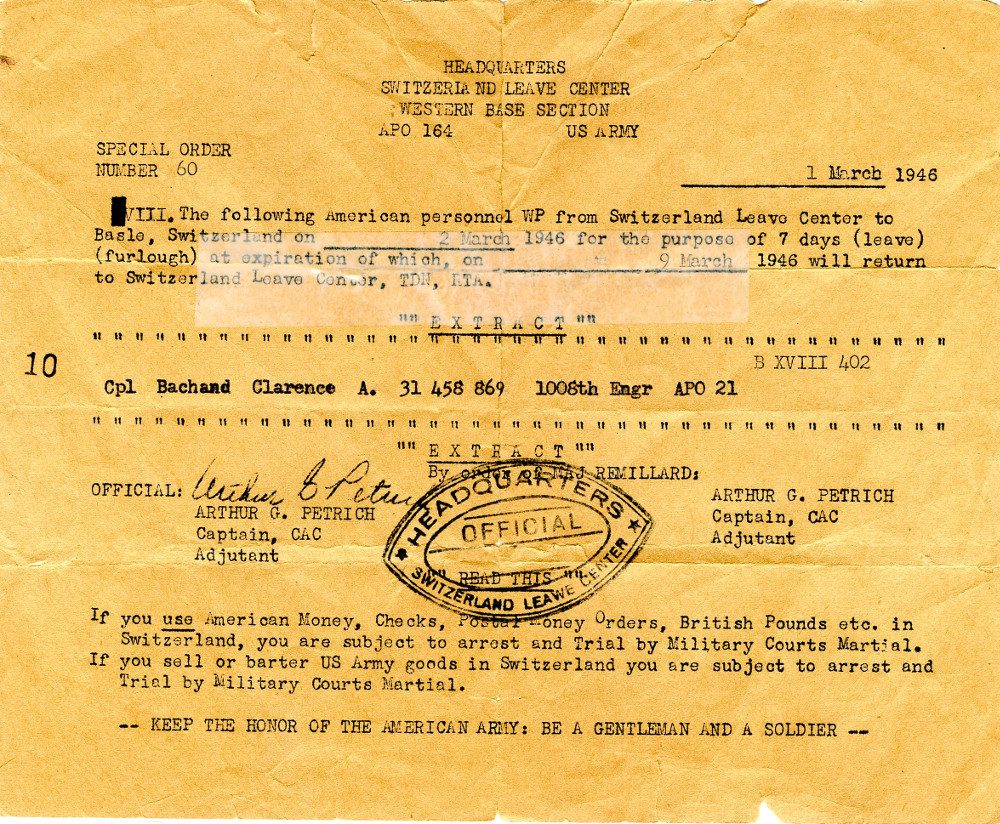 HEADQUARTERS
SWITZERLAND LEAVE CENTER
WESTERN BASE SECTION
APO 164 US ARMY
SPECIAL ORDER
NUMBER 60
1 March 1946
VIII. The following American personnel WP from Switzerland Leave Center to
Basle, Switzerland on 2 March 1946 for the purpose of 7 days (leave)
(furlough) at expiration of which, on 9 March 1946 will return
to Switzerland Leave Center, TDN, RTA.
"" E X T R A C T ""
" " " " " " " " " " " " " " " " " " " " " " " " " " " " " " " " " " " " " " " "
B XVIII 402
10
Cpl Bachand Clarence A. 31 458 869 1008th Engr APO 21
" " " " " " " " " " " " " " " " " " " " " " " " " " " " " " " " " " " " " " " "
"" E X T R A C T ""
By order of MAJ REMILLARD:
OFFICIAL: Arthur G Petrich
ARTHUR G. PETRICH
Captain, CAC
Adjutant
ARTHUR G. PETRICH
Captain, CAC
Adjutant
HEADQUARTERS
OFFICIAL
SWITZERLAND LEAWE CENTER
"" READ THIS ""
If you use American Money, Checks, Postal Money Orders, British Pounds etc. in
Switzerland, you are subject to arrest and Trial by Military Courts Martial.
If you sell or barter US Army goods in Switzerland you are subject to arrest and
Trial by Military Courts Martial.
-- KEEP THE HONOR OF THE AMERICAN ARMY: BE A GENTLEMAN AND A SOLDIER --